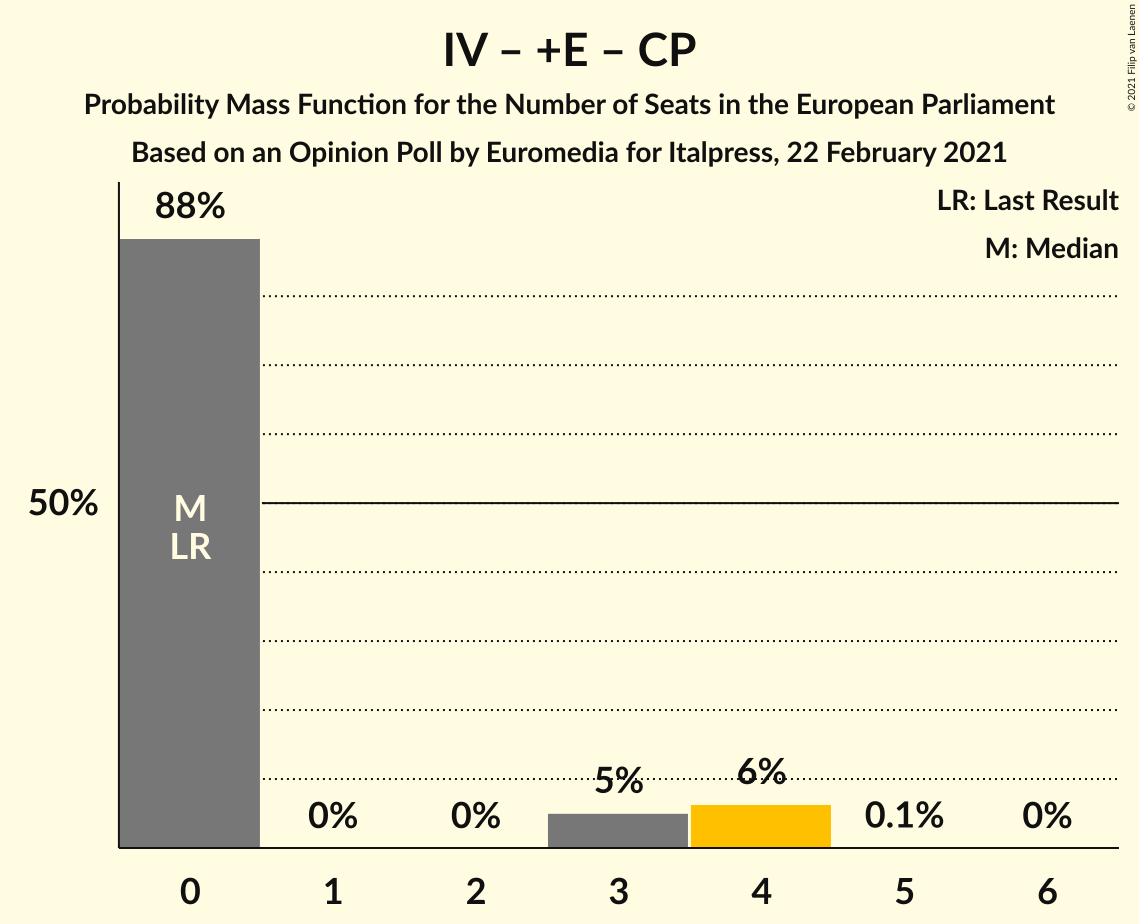 IV – +E – CP
Probability Mass Function for the Number of Seats in the European Parliament
Based on an Opinion Poll by Euromedia for Italpress, 22 February 2021
© 2021 Filip van Laenen
LR: Last Result
M: Median
88%
50%
M
LR
0%
0%
5%
6%
0.1%
0%
0
1
2
3
4
5
6